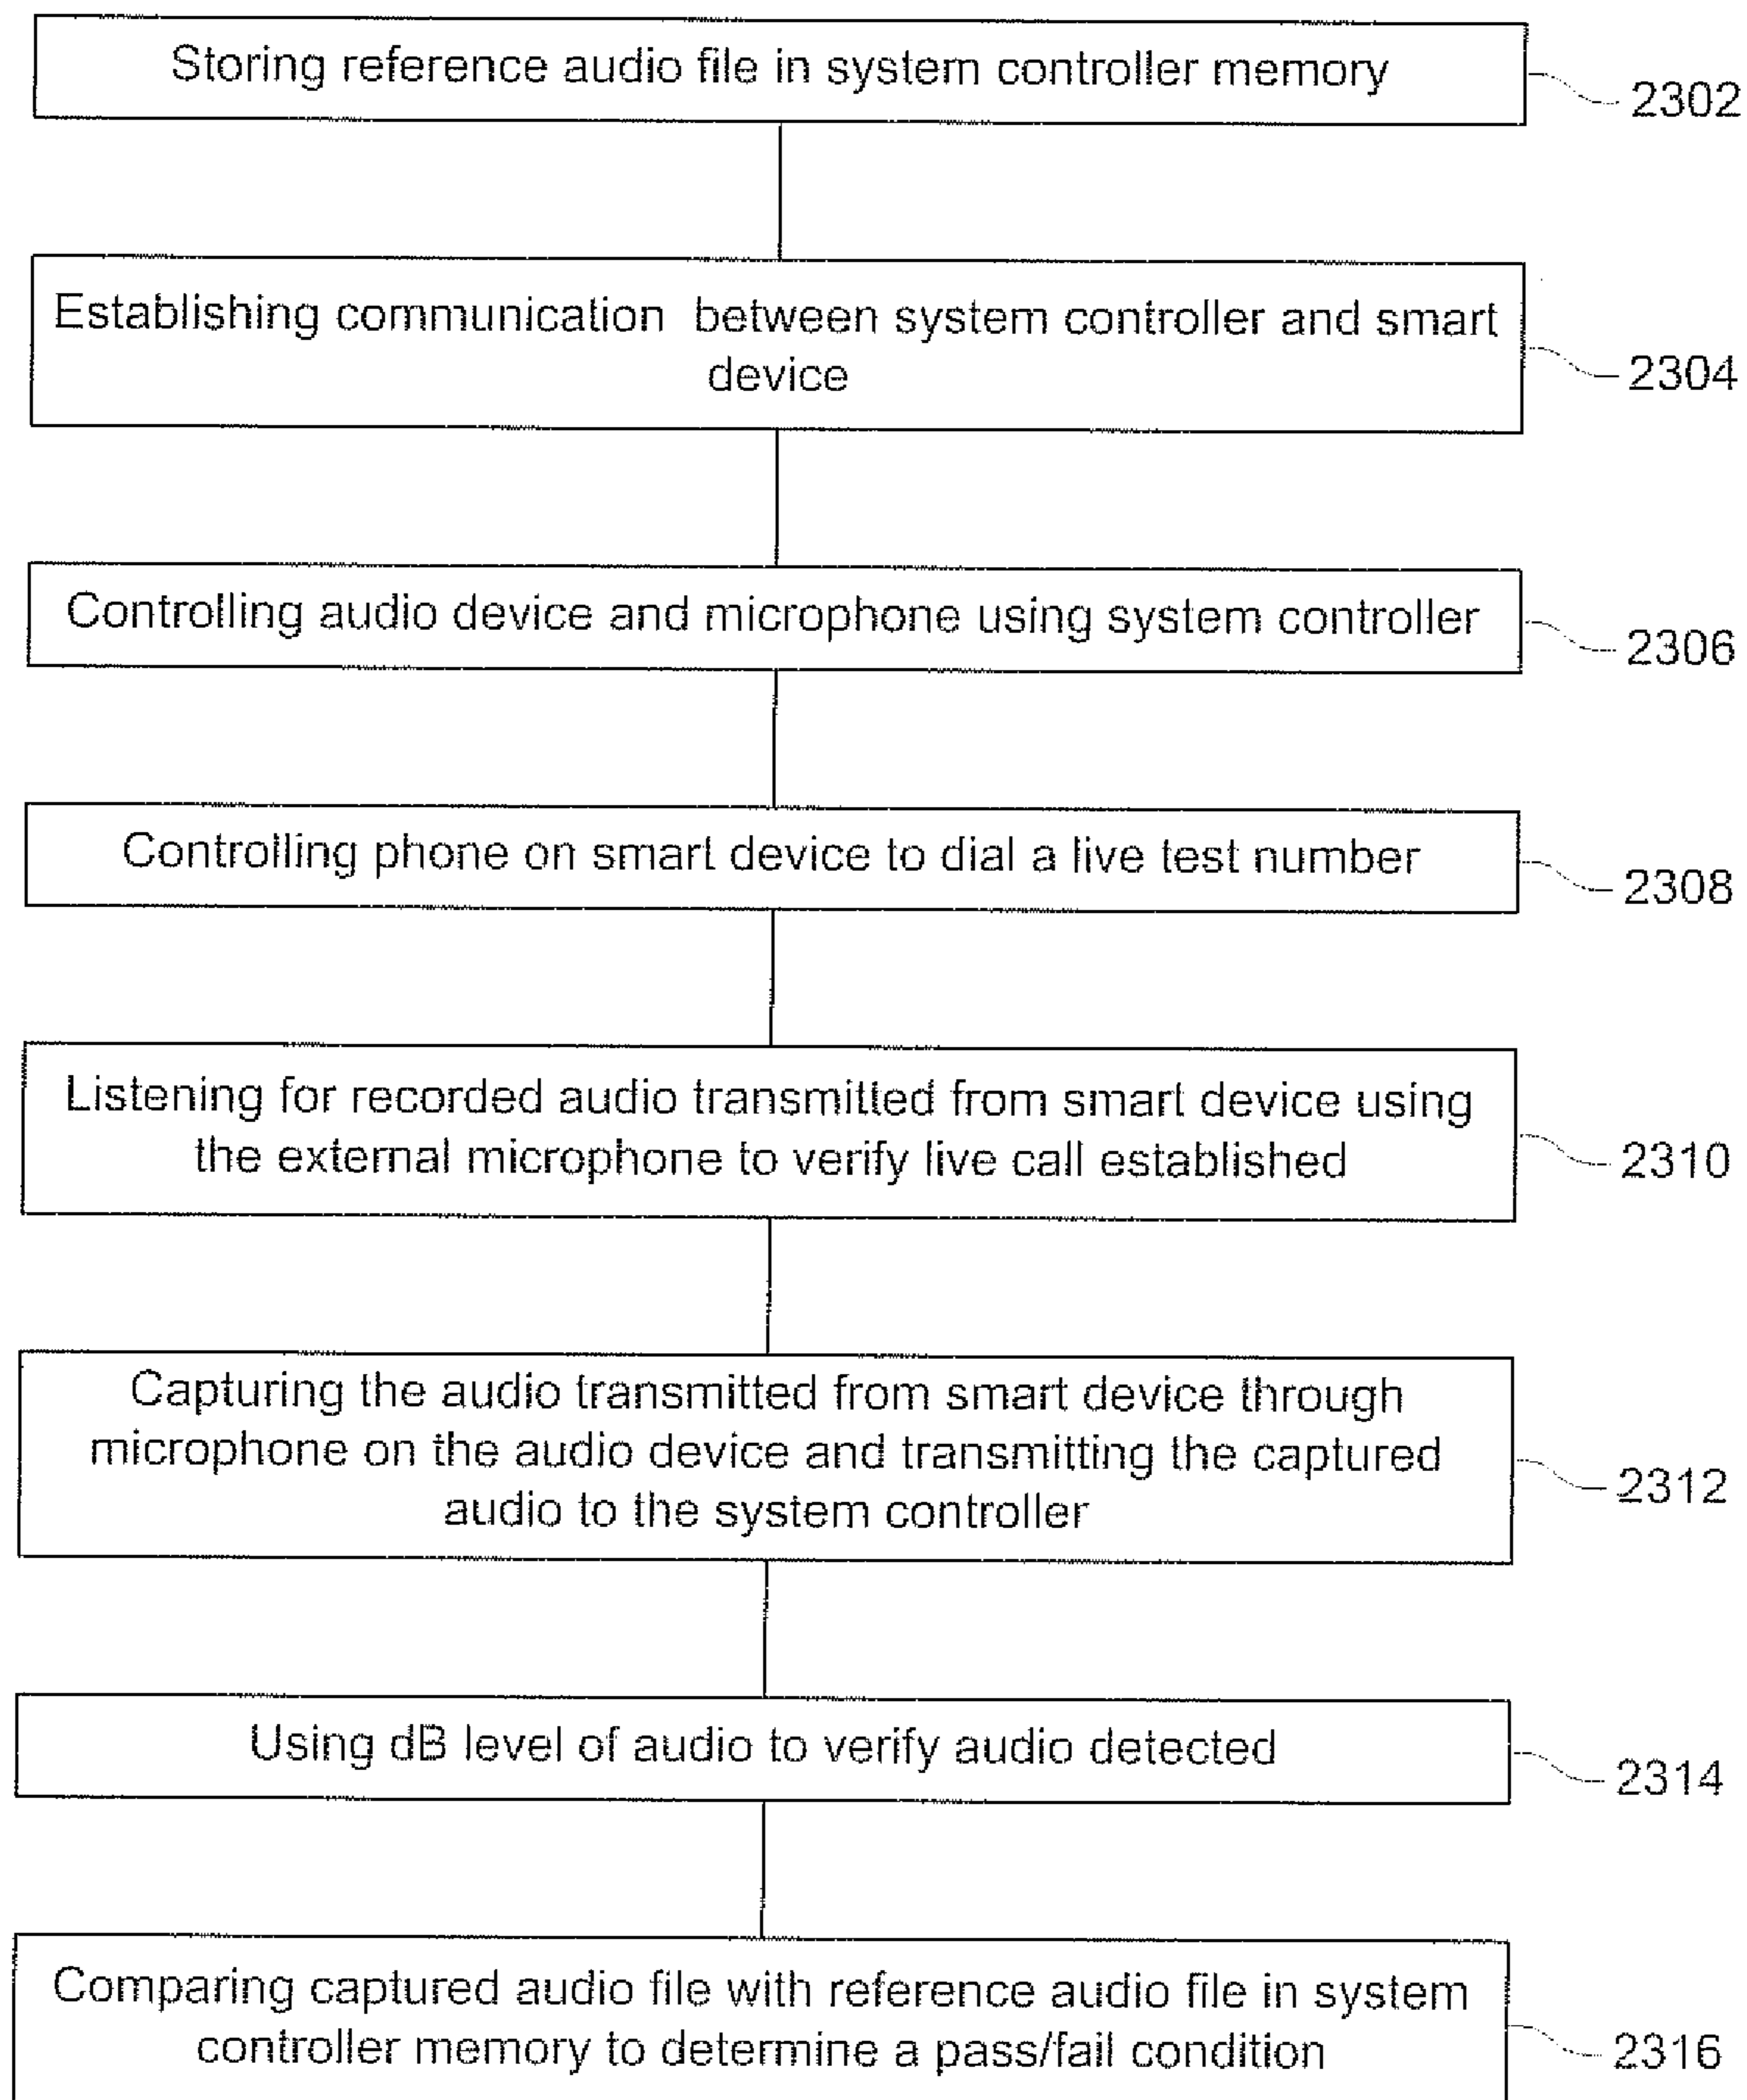 Storing reference audio file in system controller memory
2302
Establishing communication between system controller and smart
device
2304
Controlling audio device and microphone using system controller
2306
Controlling phone on smart device to dial a live test number
2308
Listening for recorded audio transmitted from smart device using
the external microphone to verify live call established
2310
Capturing the audio transmitted from smart device through
microphone on the audio device and transmitting the captured
audio to the system controller
2312
Using dB level of audio to verify audio detected
2314
Comparing captured audio file with reference audio file in system
controller memory to determine a pass/fail condition
2316